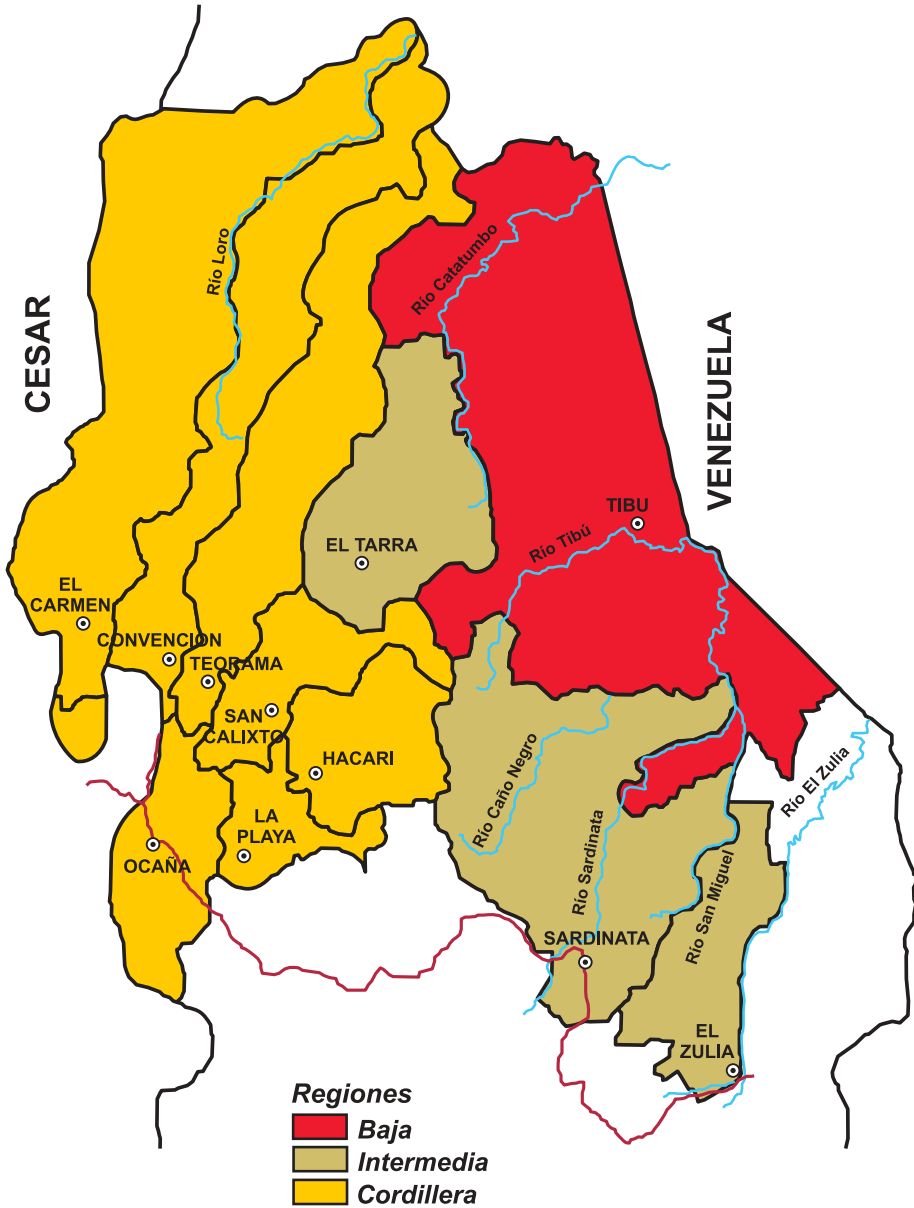 Río Loro
Río Catatumbo
CESAR
VENEZUELA
TIBU
Río Tibú
EL TARRA
EL
CARMEN
CONVENCION
TEORAMA
SAN
CALIXTO
HACARI
Río Caño Negro
Río El Zulia
LA
PLAYA
OCAÑA
Río Sardinata
Río San Miguel
SARDINATA
EL
ZULIA
Regiones
Baja
Intermedia
Cordillera